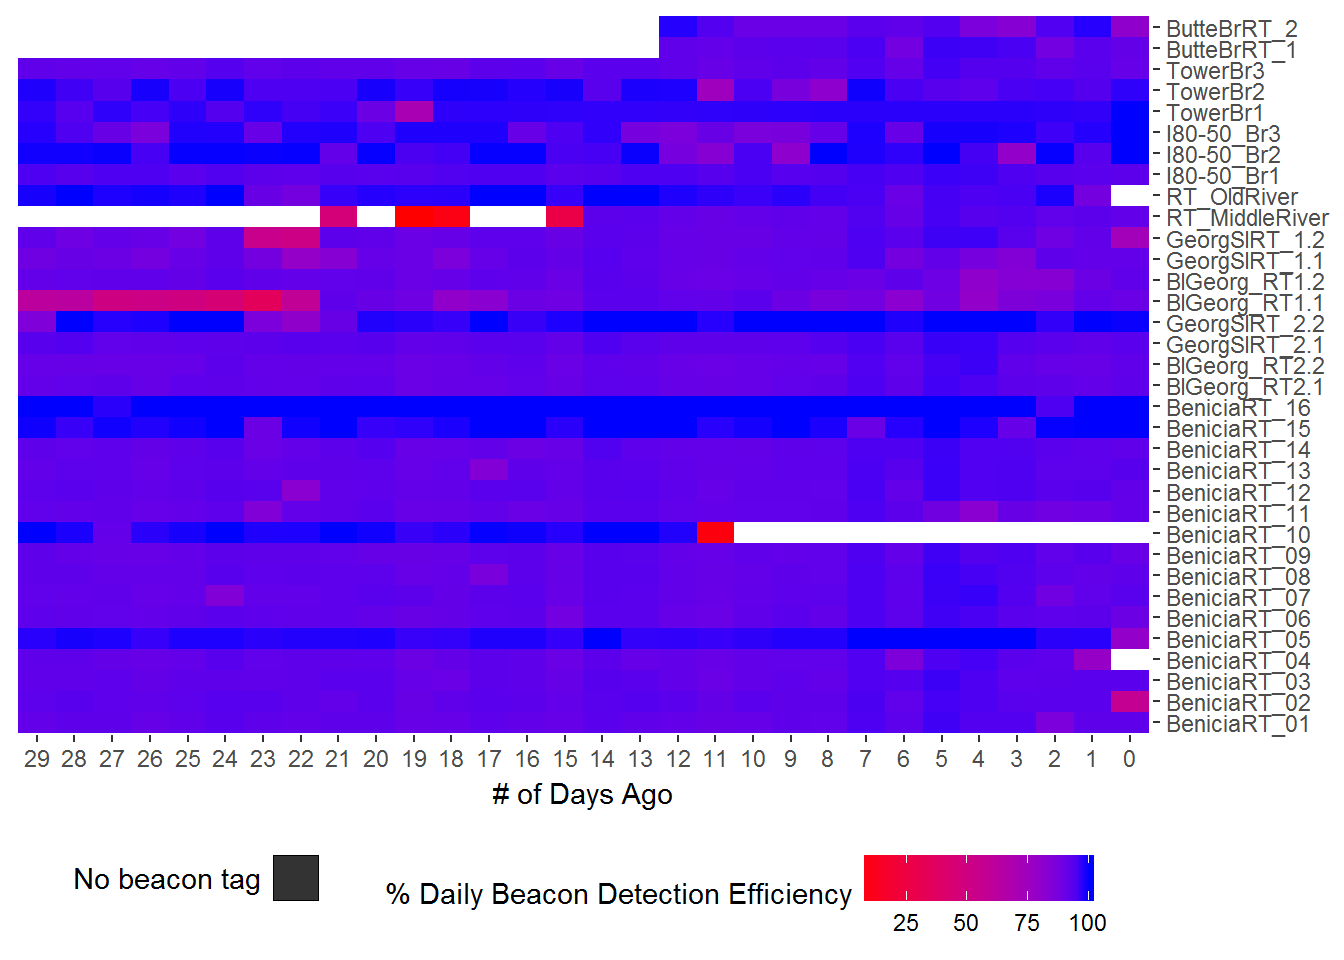 ButteBrRT_2
ButteBrRT_1
TowerBr3
TowerBr2
TowerBr1
I80-50_Br3
I80-50_Br2
I80-50_Br1
RT_OldRiver
RT_MiddleRiver
GeorgSlRT_1.2
GeorgSlRT_1.1
BlGeorg_RT1.2
BlGeorg_RT1.1
GeorgSlRT_2.2
GeorgSlRT_2.1
BlGeorg_RT2.2
BlGeorg_RT2.1
BeniciaRT_16
BeniciaRT_15
BeniciaRT_14
BeniciaRT_13
BeniciaRT_12
BeniciaRT_11
BeniciaRT_10
BeniciaRT_09
BeniciaRT_08
BeniciaRT_07
BeniciaRT_06
BeniciaRT_05
BeniciaRT_04
BeniciaRT_03
BeniciaRT_02
BeniciaRT_01
29 28 27 26 25 24 23 22 21 20 19 18 17 16 15 14 13 12 11 10 9 8 7 6 5 4 3 2 1 0
# of Days Ago
No beacon tag
% Daily Beacon Detection Efficiency
25 50 75 100